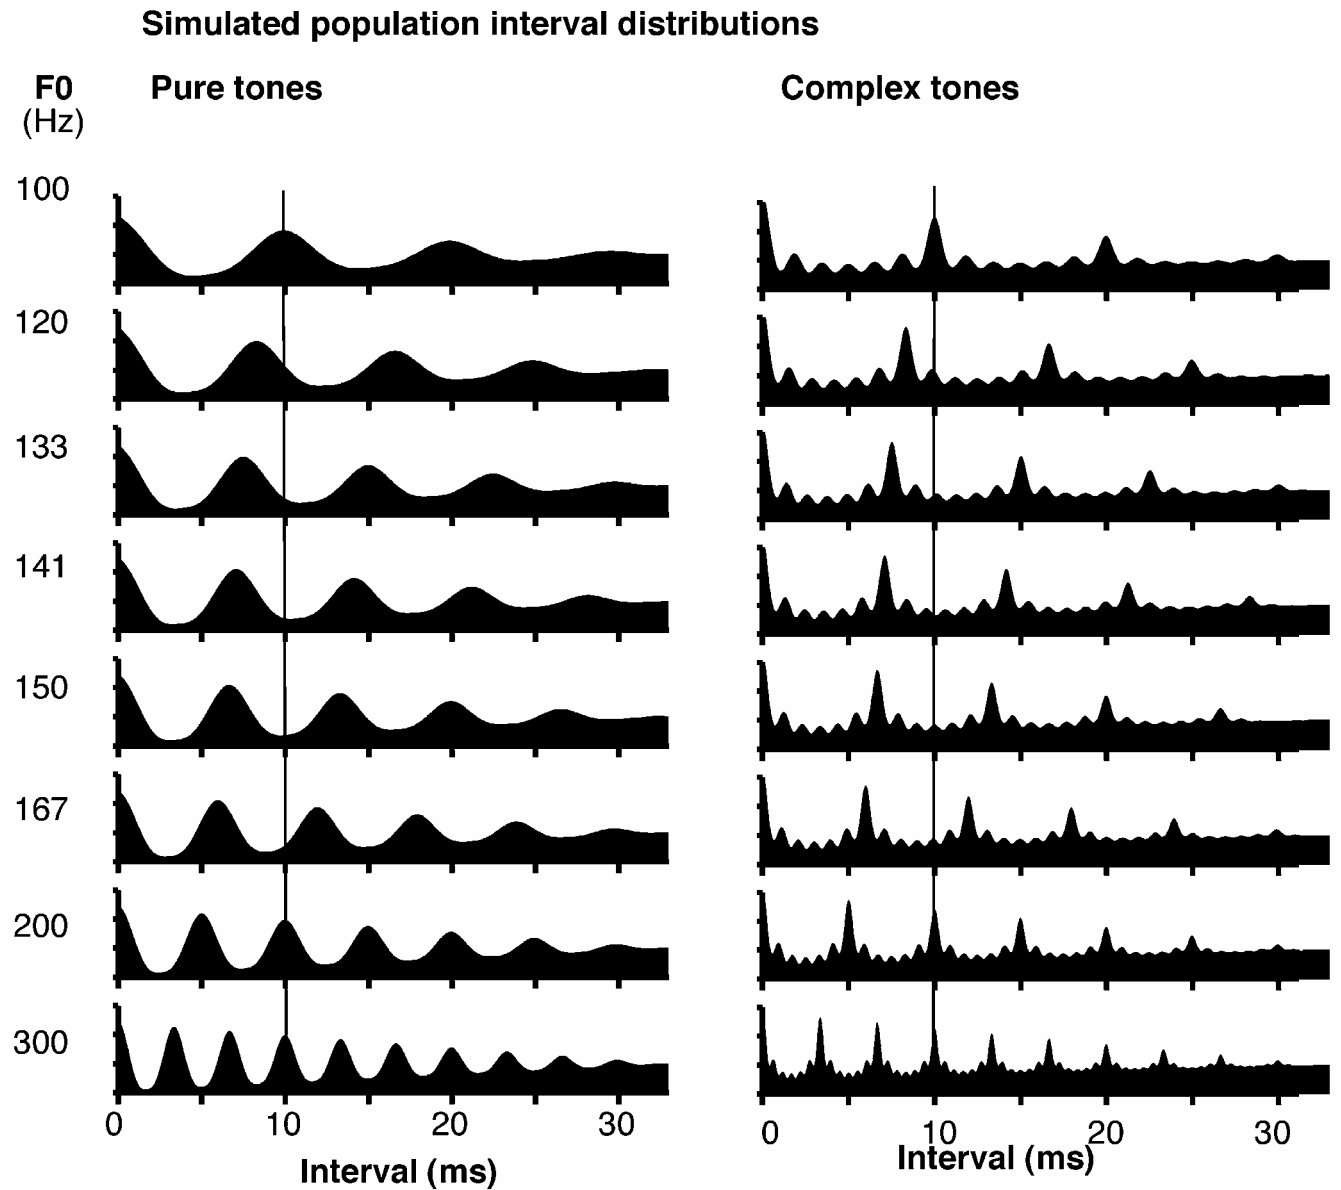 Simulated population interval distributions
F0 Pure tones Complex tones
(Hz)
100
120
133
141
150
167
200
300
0 10 20 30 0 10 20 30
Interval (ms) Interval (ms)